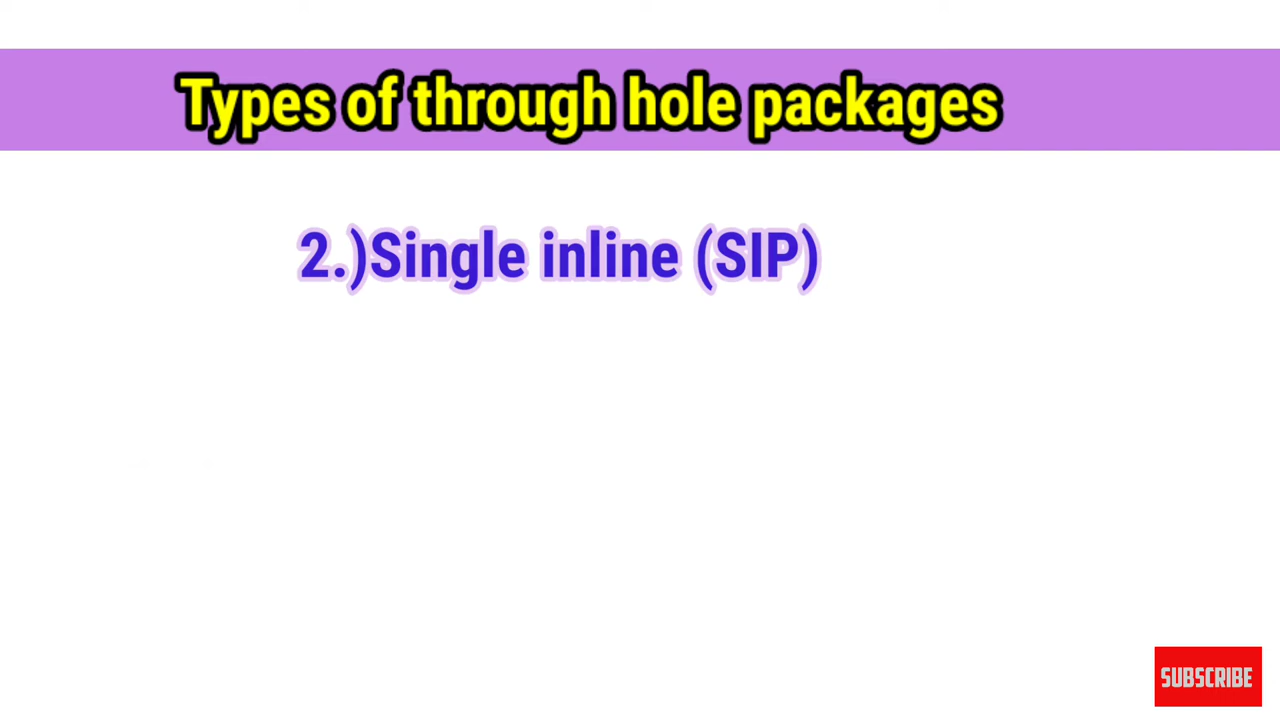 Types of through hole packages
2.)Single inline (SIP)
SUBSCRIBE